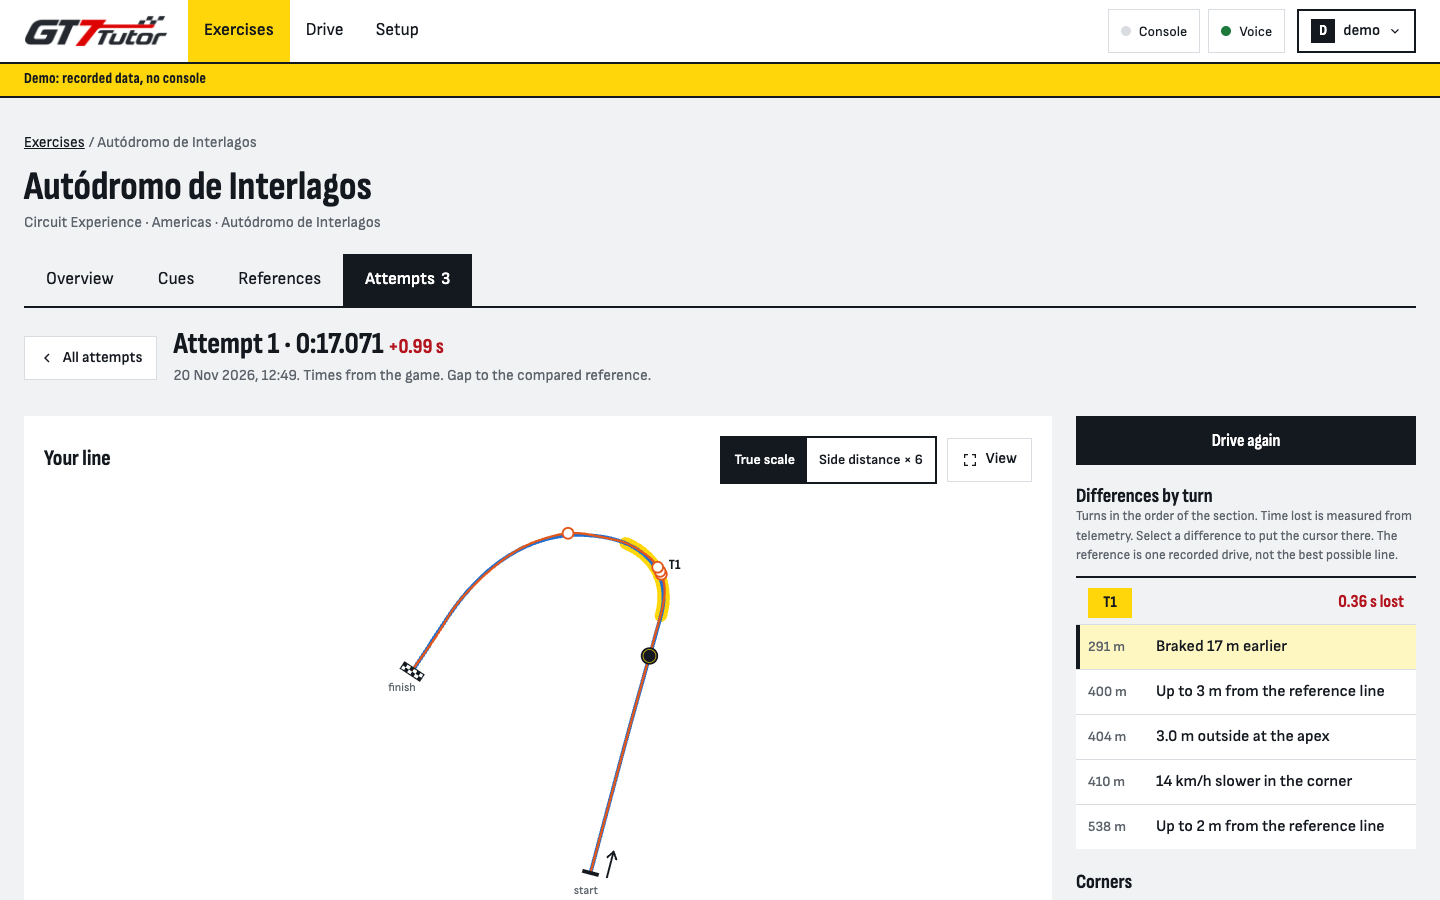 GT7Tutor
Exercises
Drive
Setup
Console
Voice
D demo
Demo: recorded data, no console
Exercises / Autódromo de Interlagos
Autódromo de Interlagos
Circuit Experience · Americas · Autódromo de Interlagos
Overview
Cues
References
Attempts 3
All attempts
Attempt 1 · 0:17.071 +0.99 s
20 Nov 2026, 12:49. Times from the game. Gap to the compared reference.
Your line
True scale
Side distance × 6
View
T1
finish
start
Drive again
Differences by turn
Turns in the order of the section. Time lost is measured from
telemetry. Select a difference to put the cursor there. The
reference is one recorded drive, not the best possible line.
T1 0.36 s lost
291 m Braked 17 m earlier
400 m Up to 3 m from the reference line
404 m 3.0 m outside at the apex
410 m 14 km/h slower in the corner
538 m Up to 2 m from the reference line
Corners